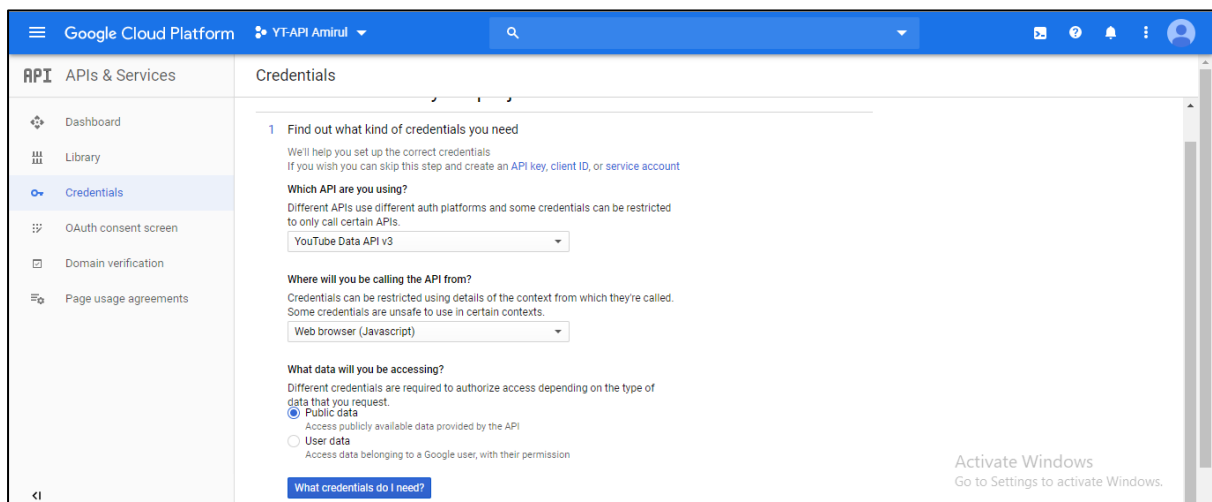 Google Cloud Platform YT-API Amirul
API APIs & Services Credentials
Dashboard
Library
Credentials
OAuth consent screen
Domain verification
Page usage agreements
1 Find out what kind of credentials you need
We'll help you set up the correct credentials
If you wish you can skip this step and create an API key, client ID, or service account
Which API are you using?
Different APIs use different auth platforms and some credentials can be restricted
to only call certain APIs.
YouTube Data API v3
Where will you be calling the API from?
Credentials can be restricted using details of the context from which they're called.
Some credentials are unsafe to use in certain contexts.
Web browser (Javascript)
What data will you be accessing?
Different credentials are required to authorize access depending on the type of
data that you request.
Public data
Access publicly available data provided by the API
User data
Access data belonging to a Google user, with their permission
What credentials do I need?
Activate Windows
Go to Settings to activate Windows.